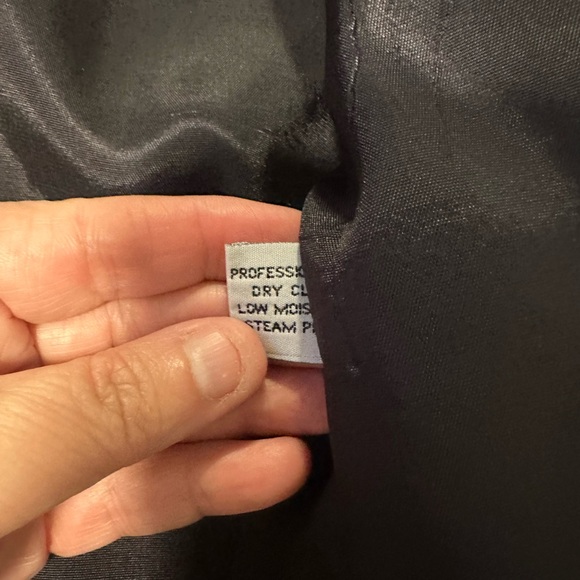 PROFESSI
DRY CL
LOW MOIS
STEAM P